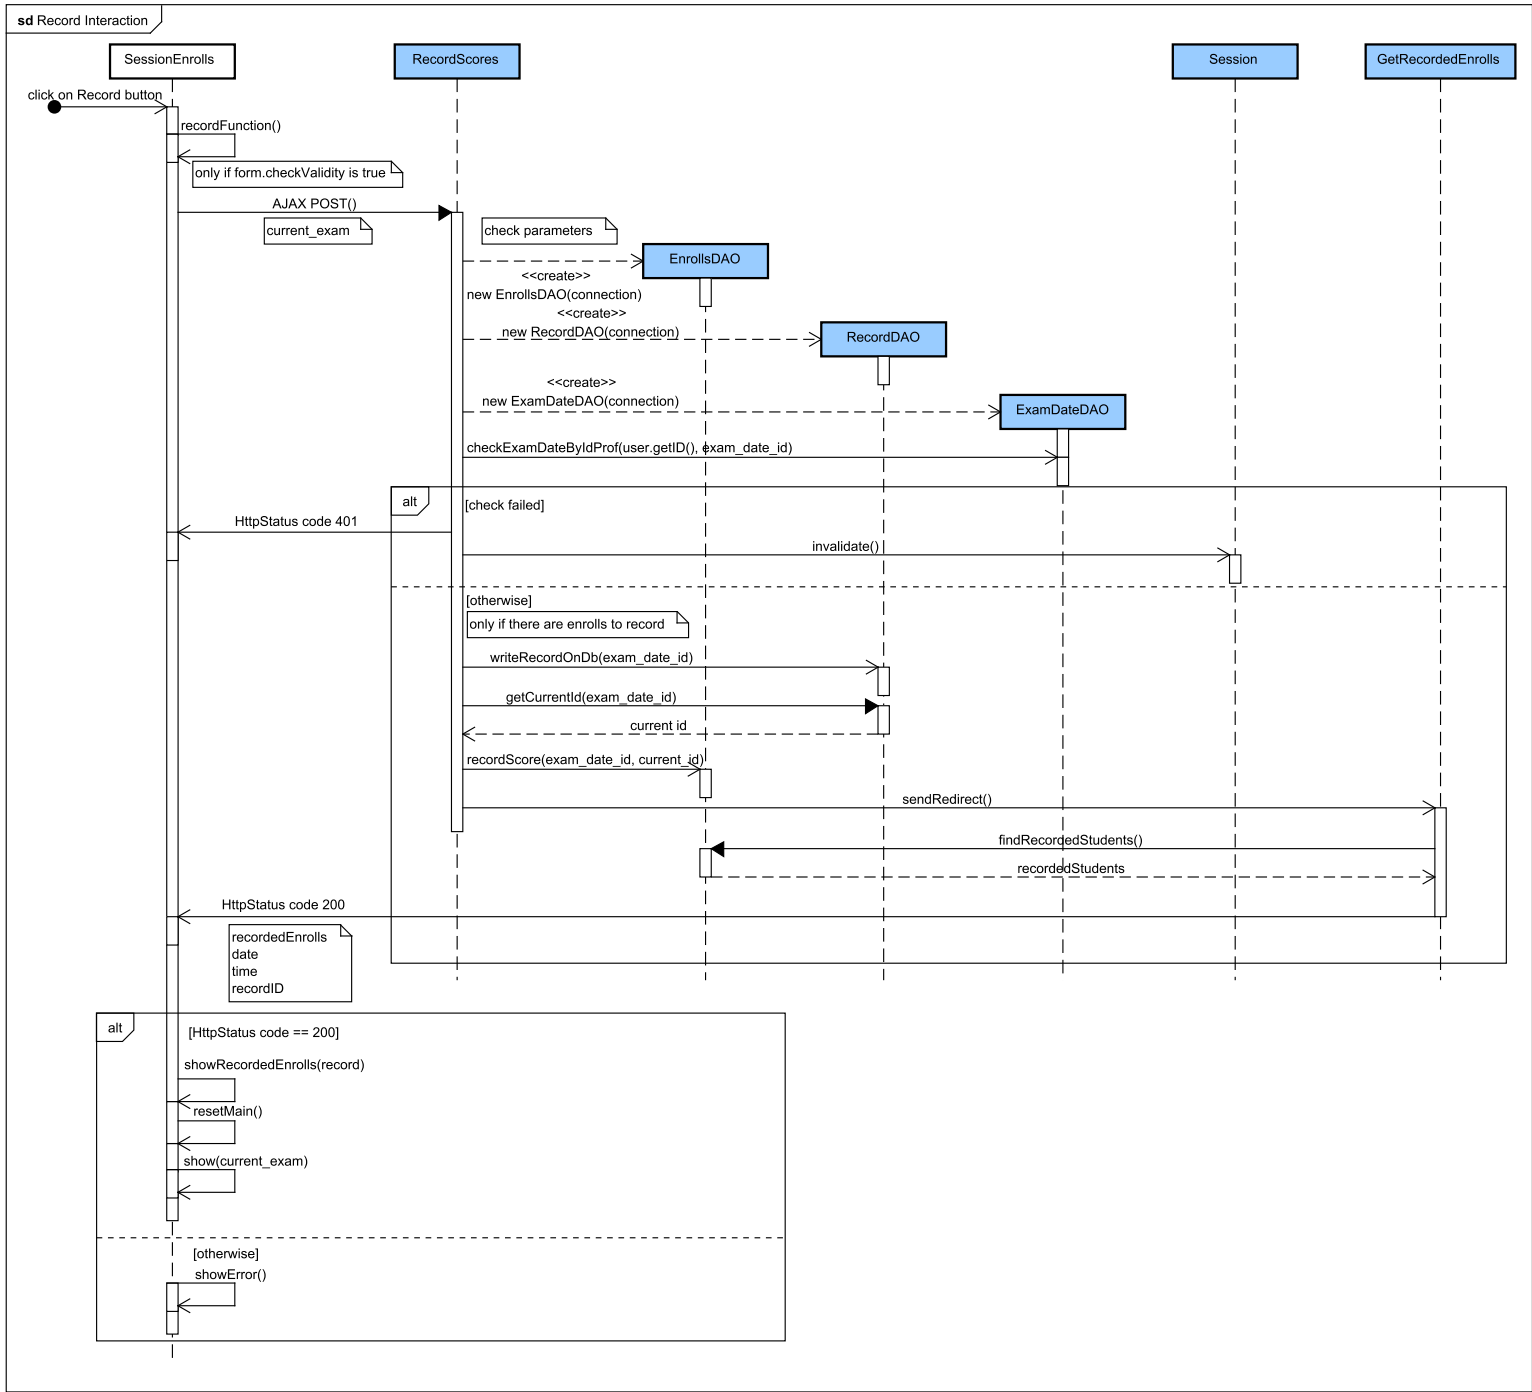 sd Record Interaction
SessionEnrolls
RecordScores
Session
GetRecordedEnrolls
click on Record button
recordFunction()
only if form.checkValidity is true
AJAX POST()
current_exam
check parameters
EnrollsDAO
<<create>>
new EnrollsDAO(connection)
<<create>>
new RecordDAO(connection)
RecordDAO
<<create>>
new ExamDateDAO(connection)
ExamDateDAO
checkExamDateByIdProf(user.getID(), exam_date_id)
alt
[check failed]
HttpStatus code 401
invalidate()
[otherwise]
only if there are enrolls to record
writeRecordOnDb(exam_date_id)
getCurrentId(exam_date_id)
current id
recordScore(exam_date_id, current_id)
sendRedirect()
findRecordedStudents()
recordedStudents
HttpStatus code 200
recordedEnrolls
date
time
recordID
alt
[HttpStatus code == 200]
showRecordedEnrolls(record)
resetMain()
show(current_exam)
[otherwise]
showError()